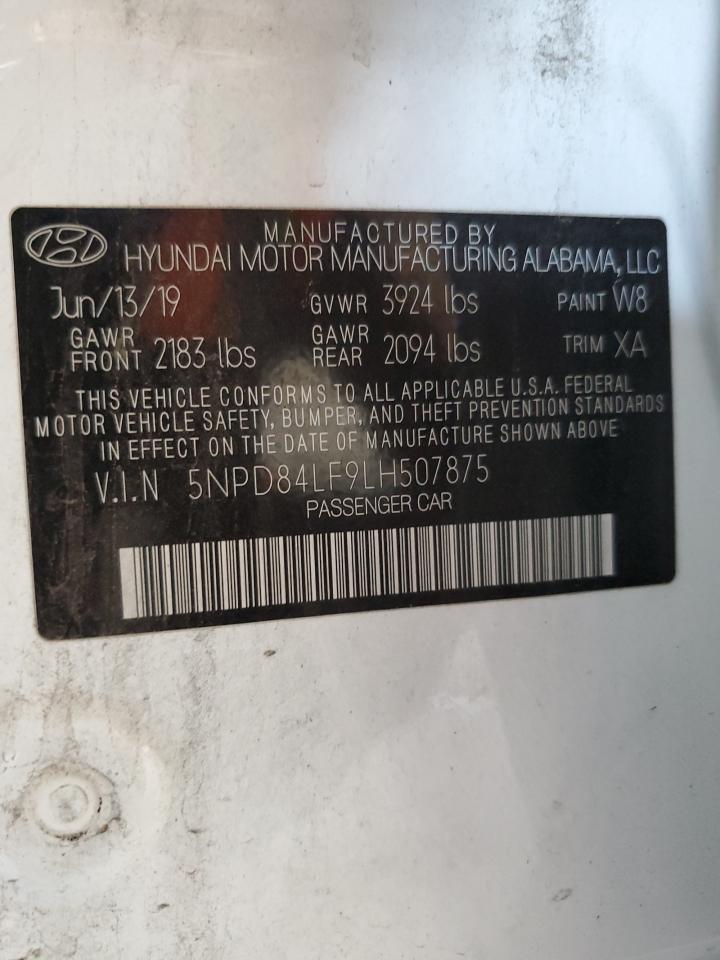 MANUFACTURED BY
HYUNDAI MOTOR MANUFACTURING ALABAMA, LLC
Jun/13/19 GVWR 3924 lbs PAINT W8
GAWR FRONT 2183 lbs GAWR REAR 2094 lbs TRIM XA
THIS VEHICLE CONFORMS TO ALL APPLICABLE U.S.A. FEDERAL
MOTOR VEHICLE SAFETY, BUMPER, AND THEFT PREVENTION STANDARDS
IN EFFECT ON THE DATE OF MANUFACTURE SHOWN ABOVE
V.I.N 5NPD84LF9LH507875
PASSENGER CAR